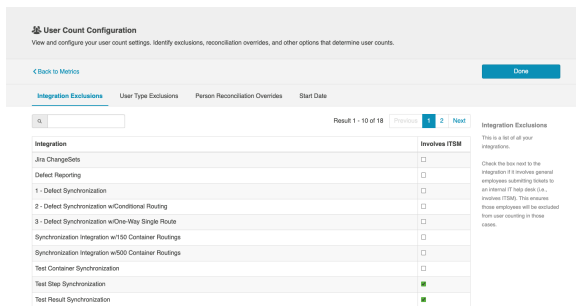 User Count Configuration
View and configure your user count settings. Identify exclusions, reconciliation overrides, and other options that determine user counts.
Back to Metrics
Done
Integration Exclusions
User Type Exclusions
Person Reconciliation Overrides
Start Date
Result 1 - 10 of 18
Previous
1
2
Next
Integration
Involves ITSM
Jira ChangeSets
Defect Reporting
1 - Defect Synchronization
2 - Defect Synchronization w/Conditional Routing
3 - Defect Synchronization w/One-Way Single Route
Synchronization Integration w/150 Container Routings
Synchronization Integration w/500 Container Routings
Test Container Synchronization
Test Step Synchronization
Test Result Synchronization
Integration Exclusions
This is a list of all your
integrations.
Check the box next to the
integration if it involves general
employees submitting tickets to
an internal IT help desk (i.e.,
involves ITSM). This ensures
those employees will be excluded
from user counting in those
cases.